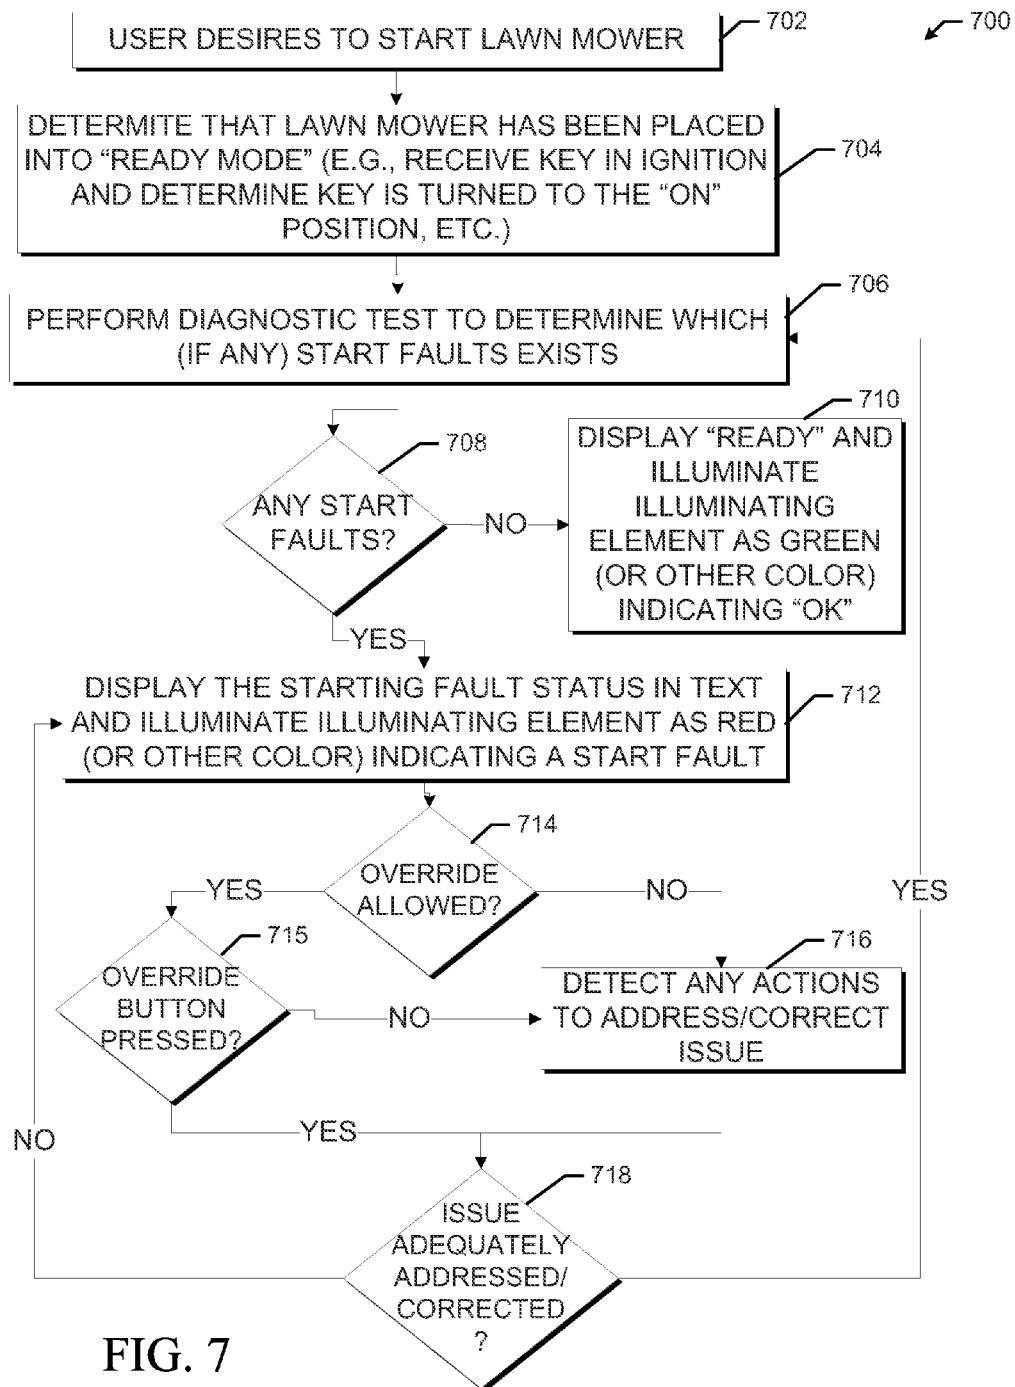 USER DESIRES TO START LAWN MOWER
702
700
DETERMITE THAT LAWN MOWER HAS BEEN PLACED
INTO “READY MODE” (E.G., RECEIVE KEY IN IGNITION
AND DETERMINE KEY IS TURNED TO THE “ON”
POSITION, ETC.)
704
PERFORM DIAGNOSTIC TEST TO DETERMINE WHICH
(IF ANY) START FAULTS EXISTS
706
ANY START
FAULTS?
708
NO
710
DISPLAY “READY” AND
ILLUMINATE
ILLUMINATING
ELEMENT AS GREEN
(OR OTHER COLOR)
INDICATING “OK”
YES
DISPLAY THE STARTING FAULT STATUS IN TEXT
AND ILLUMINATE ILLUMINATING ELEMENT AS RED
(OR OTHER COLOR) INDICATING A START FAULT
712
OVERRIDE
ALLOWED?
714
YES
NO
YES
OVERRIDE
BUTTON
PRESSED?
715
NO
716
DETECT ANY ACTIONS
TO ADDRESS/CORRECT
ISSUE
YES
NO
ISSUE
ADEQUATELY
ADDRESSED/
CORRECTED
?
718
FIG. 7